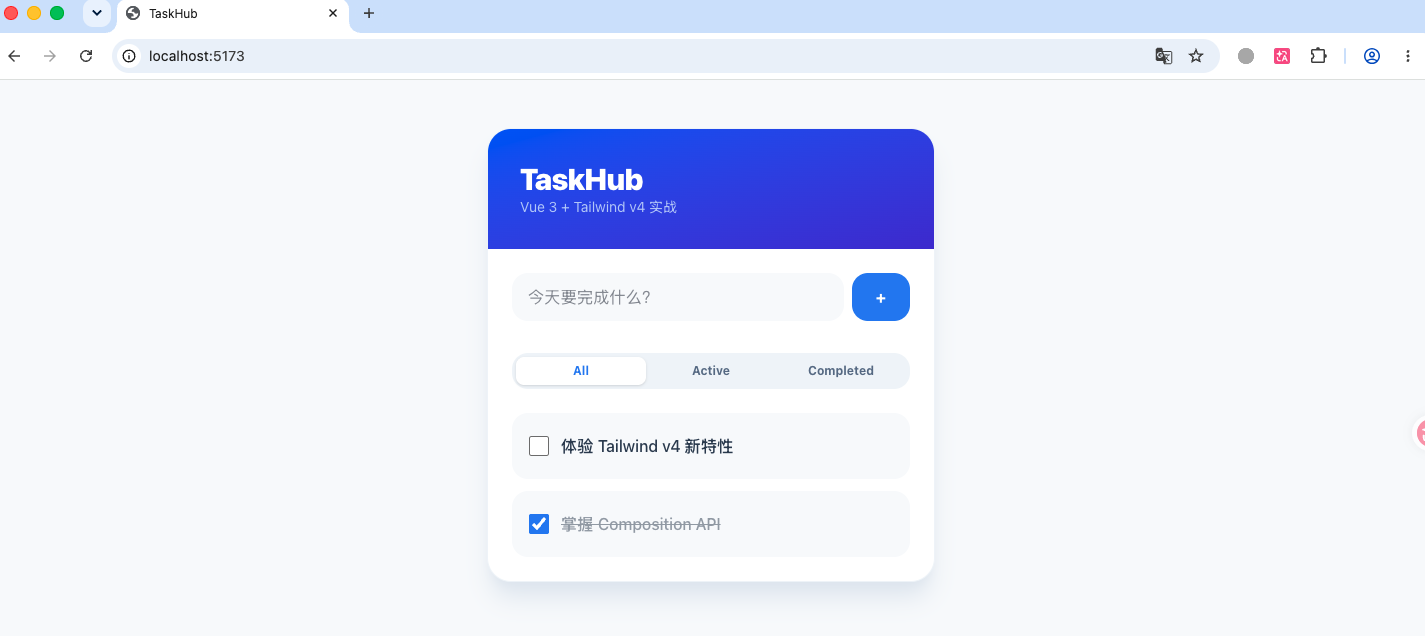 TaskHub
localhost:5173
TaskHub
Vue 3 + Tailwind v4 实战
今天要完成什么?
+
All
Active
Completed
体验 Tailwind v4 新特性
掌握 Composition API